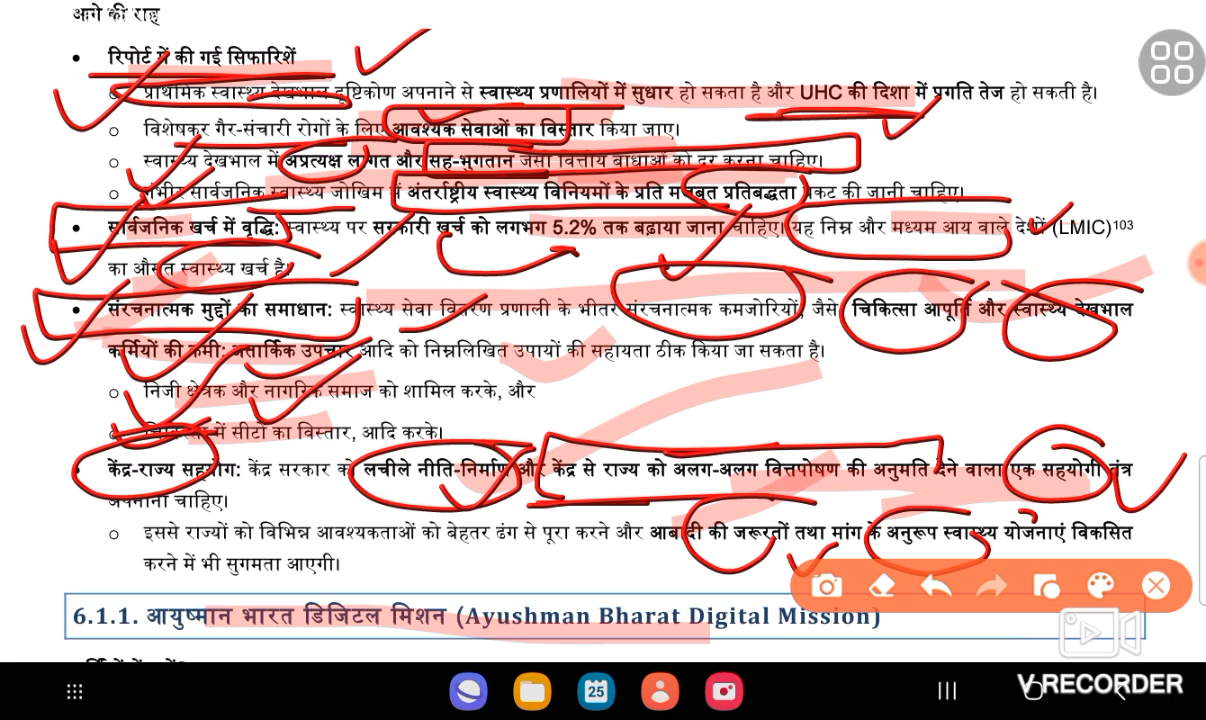 आगे की राह
• रिपोर्ट में की गई सिफारिशें
o प्राथमिक स्वास्थ्य देखभाल दृष्टिकोण अपनाने से स्वास्थ्य प्रणालियों में सुधार हो सकता है और UHC की दिशा में प्रगति तेज हो सकती है।
o विशेषकर गैर-संचारी रोगों के लिए आवश्यक सेवाओं का विस्तार किया जाए।
o स्वास्थ्य देखभाल में अप्रत्यक्ष लागत और सह-भुगतान जैसी वित्तीय बाधाओं को दूर करना चाहिए।
o गंभीर सार्वजनिक स्वास्थ्य जोखिम में अंतर्राष्ट्रीय स्वास्थ्य विनियमों के प्रति मजबूत प्रतिबद्धता प्रकट की जानी चाहिए।
• सार्वजनिक खर्च में वृद्धि: स्वास्थ्य पर सरकारी खर्च को लगभग 5.2% तक बढ़ाया जाना चाहिए। यह निम्न और मध्यम आय वाले देशों (LMIC)103
का औसत स्वास्थ्य खर्च है।
• संरचनात्मक मुद्दों का समाधान: स्वास्थ्य सेवा वितरण प्रणाली के भीतर संरचनात्मक कमजोरियों, जैसे चिकित्सा आपूर्ति और स्वास्थ्य देखभाल
कर्मियों की कमी; अतार्किक उपचार आदि को निम्नलिखित उपायों की सहायता ठीक किया जा सकता है।
o निजी क्षेत्रक और नागरिक समाज को शामिल करके, और
o में सीटों का विस्तार, आदि करके।
• केंद्र-राज्य सहयोग: केंद्र सरकार को लचीले नीति-निर्माण और केंद्र से राज्य को अलग-अलग वित्तपोषण की अनुमति देने वाला एक सहयोगी तंत्र
अपनाना चाहिए।
o इससे राज्यों को विभिन्न आवश्यकताओं को बेहतर ढंग से पूरा करने और आबादी की जरूरतों तथा मांग के अनुरूप स्वास्थ्य योजनाएं विकसित
करने में भी सुगमता आएगी।
6.1.1. आयुष्मान भारत डिजिटल मिशन (Ayushman Bharat Digital Mission)
25
V RECORDER